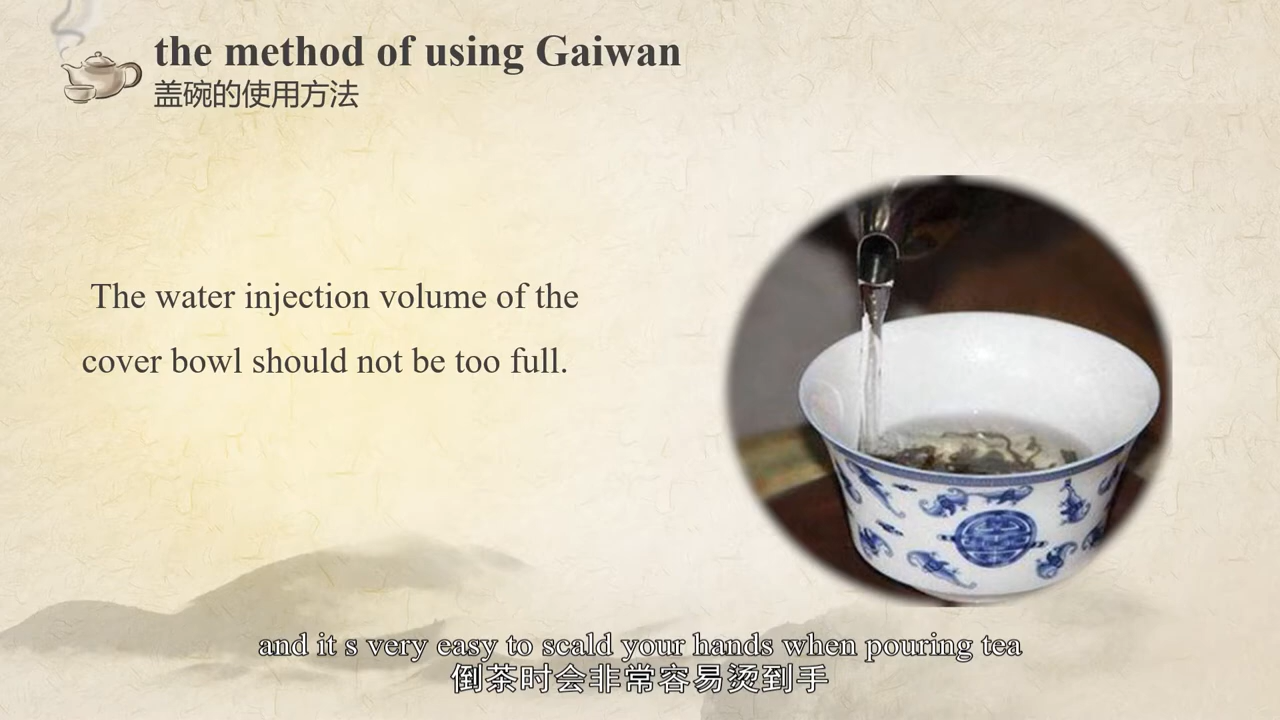 the method of using Gaiwan
盖碗的使用方法
The water injection volume of the
cover bowl should not be too full.
and it s very easy to scald your hands when pouring tea
倒茶时会非常容易烫到手